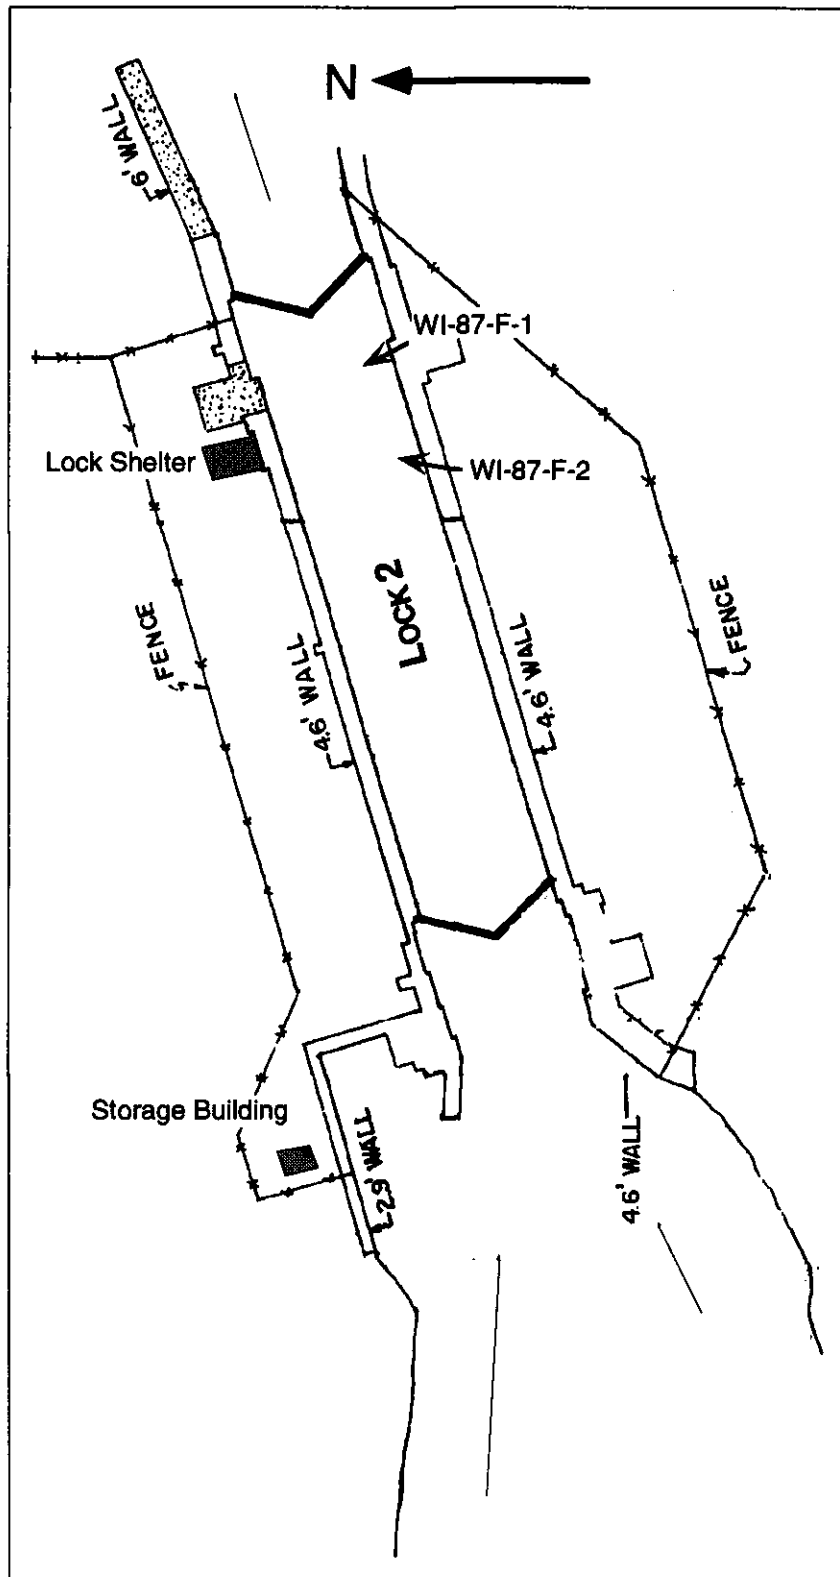 N
6' WALL
WI-87-F-1
Lock Shelter
WI-87-F-2
LOCK 2
FENCE
FENCE
4.6' WALL
4.6' WALL
Storage Building
2.9' WALL
4.6' WALL